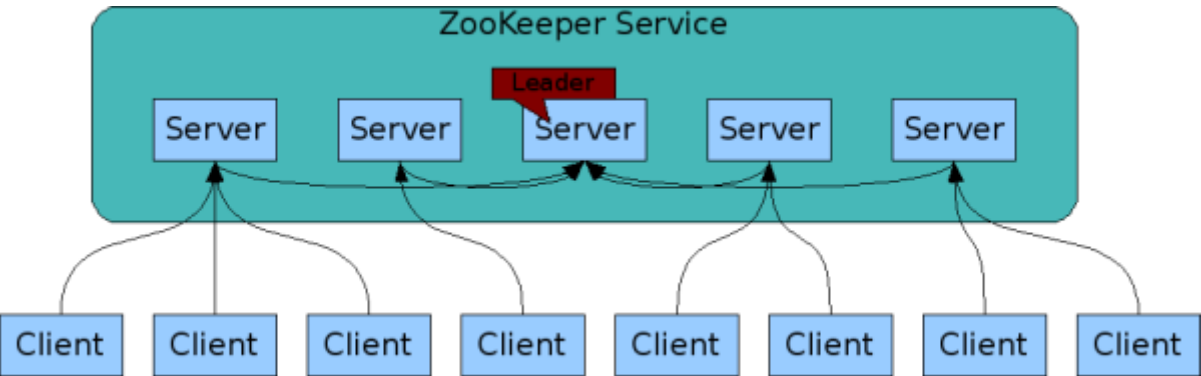 ZooKeeper Service
Leader
Server Server Server Server Server
Client Client Client Client Client Client Client Client